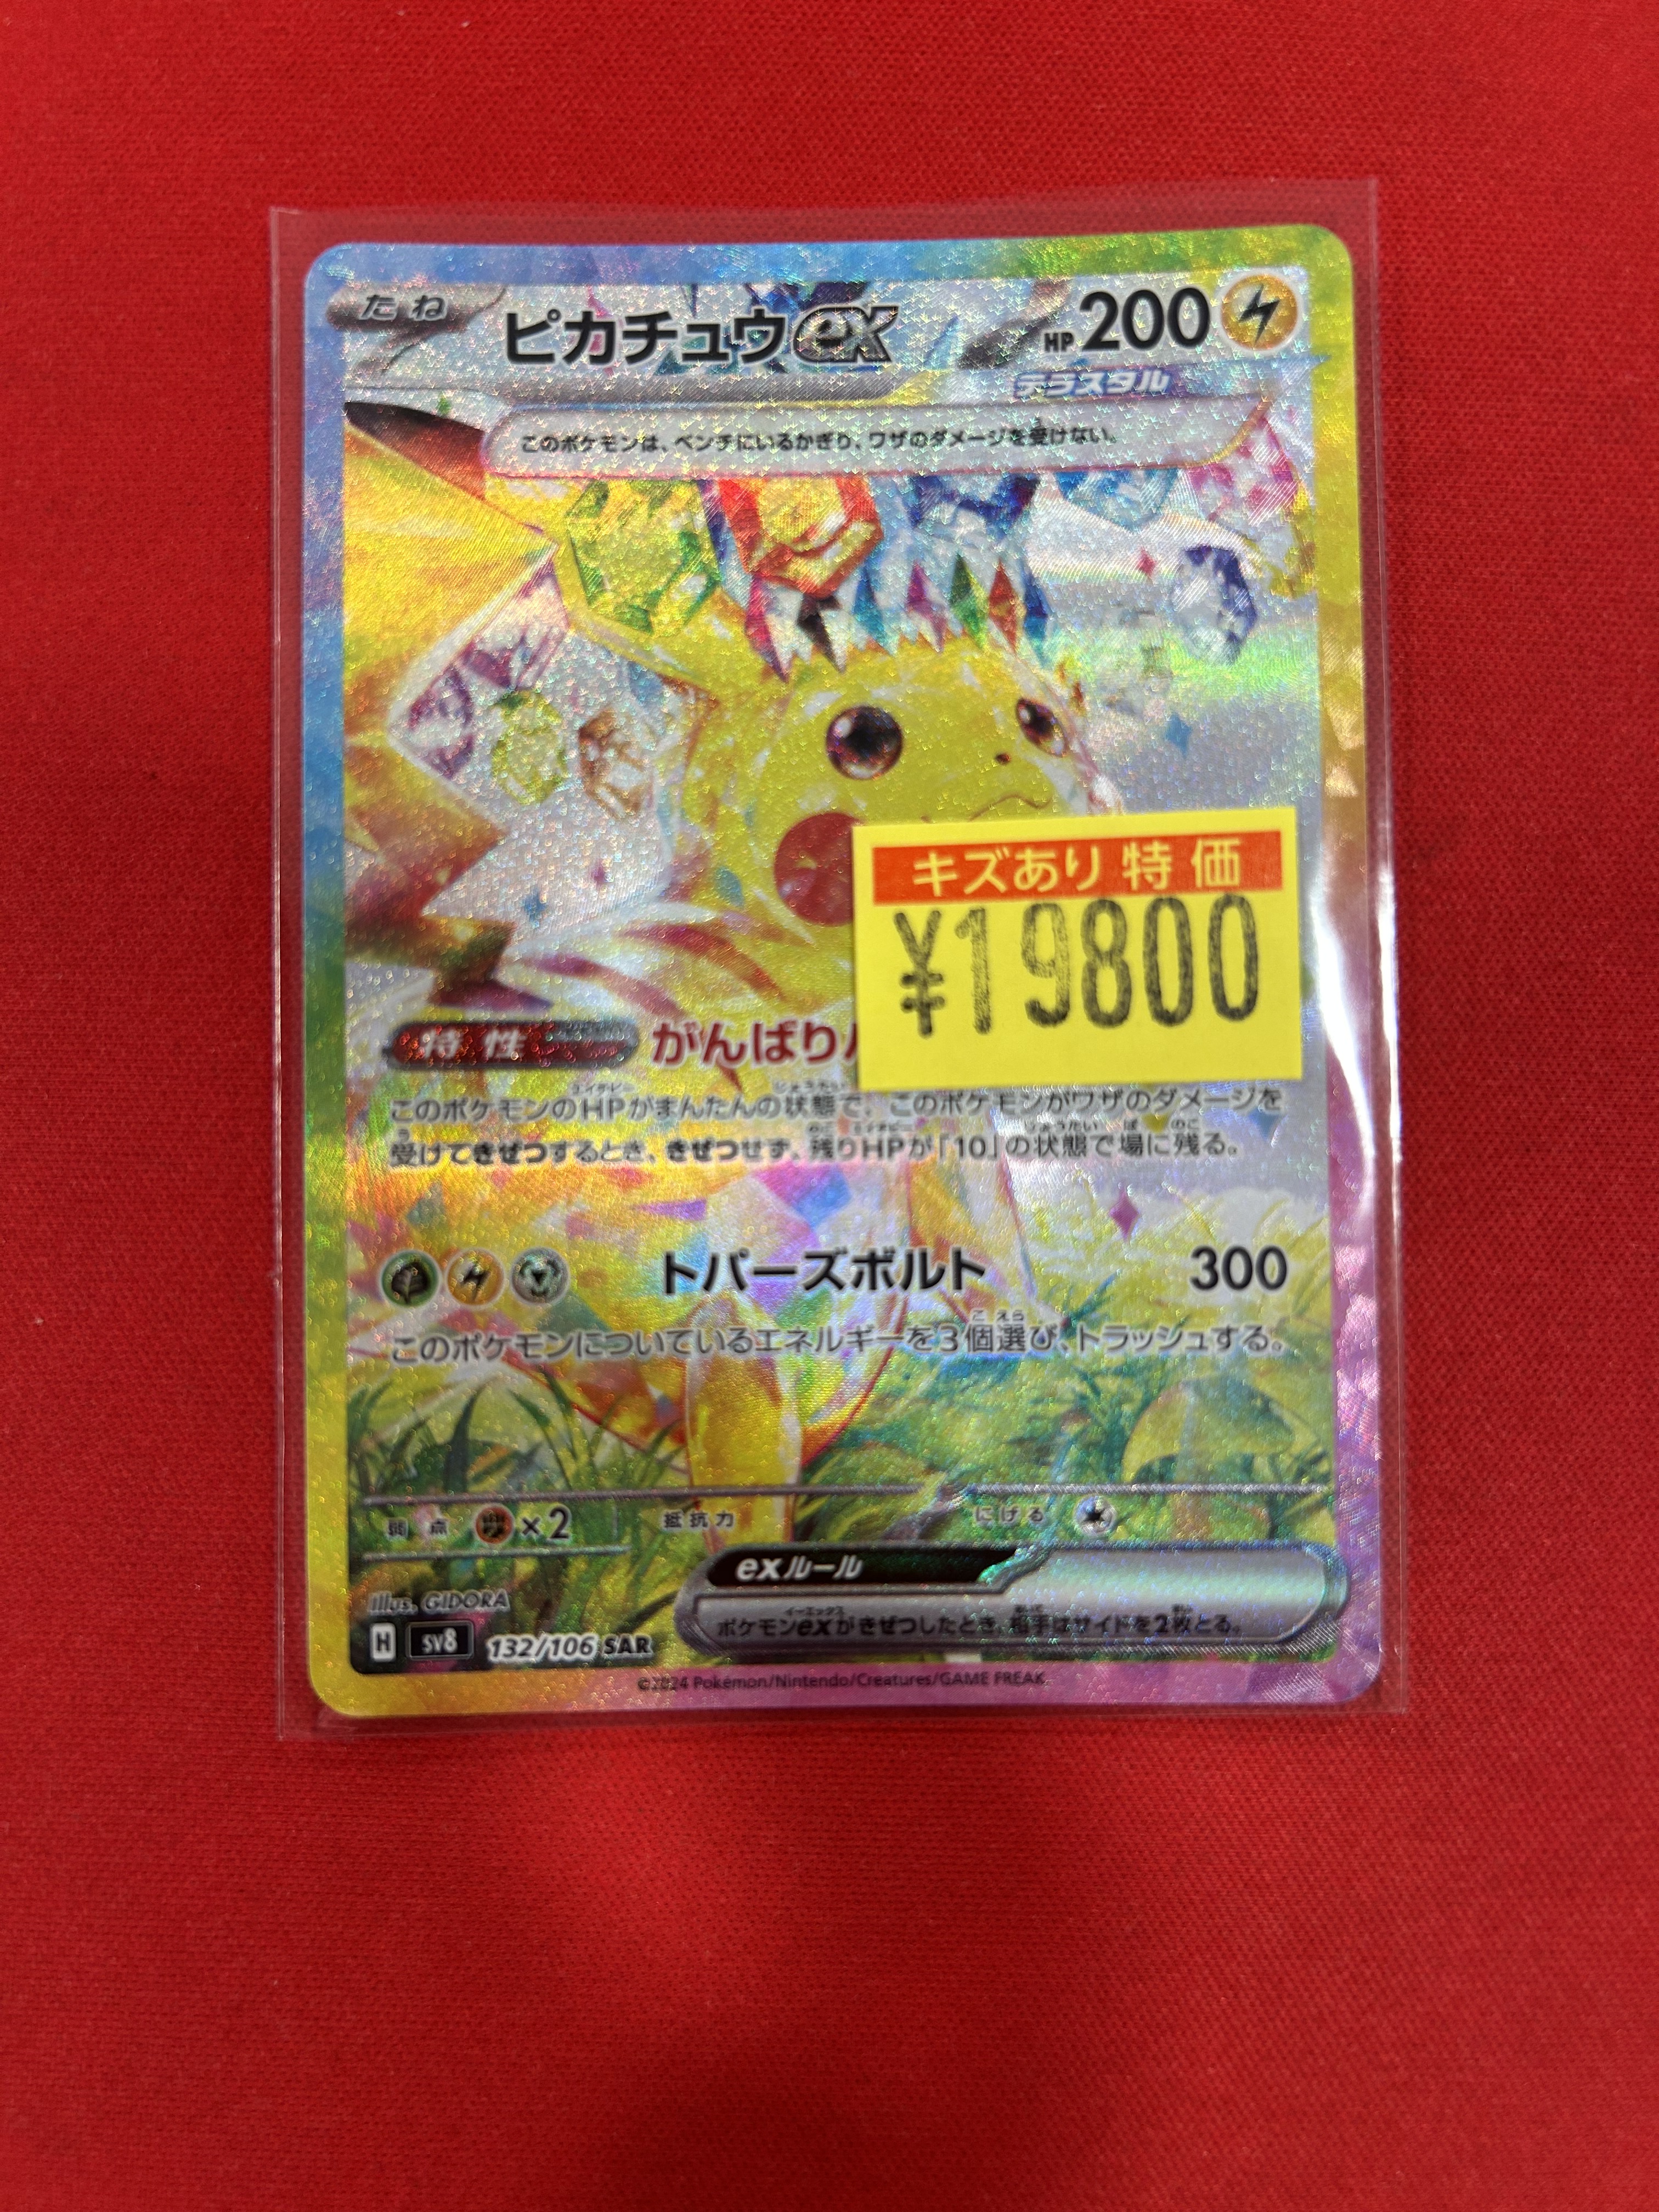 たね
ピカチュウex
HP 200
テラスタル
このポケモンは、ベンチにいるかぎり、ワザのダメージを受けない。
キズあり特価
¥19800
特性 がんばり
このポケモンのHPがまんたんの状態で、このポケモンがワザのダメージを
受けてきぜつするとき、きぜつせず、残りHPが「10」の状態で場に残る。
トパーズボルト 300
このポケモンについているエネルギーを3個選び、トラッシュする。
弱点 ×2 抵抗力 にげる
exルール
ポケモンexがきぜつしたとき、相手はサイドを2枚とる。
Illus. GIDORA
H SV8 132/106 SAR
©2024 Pokémon/Nintendo/Creatures/GAME FREAK.